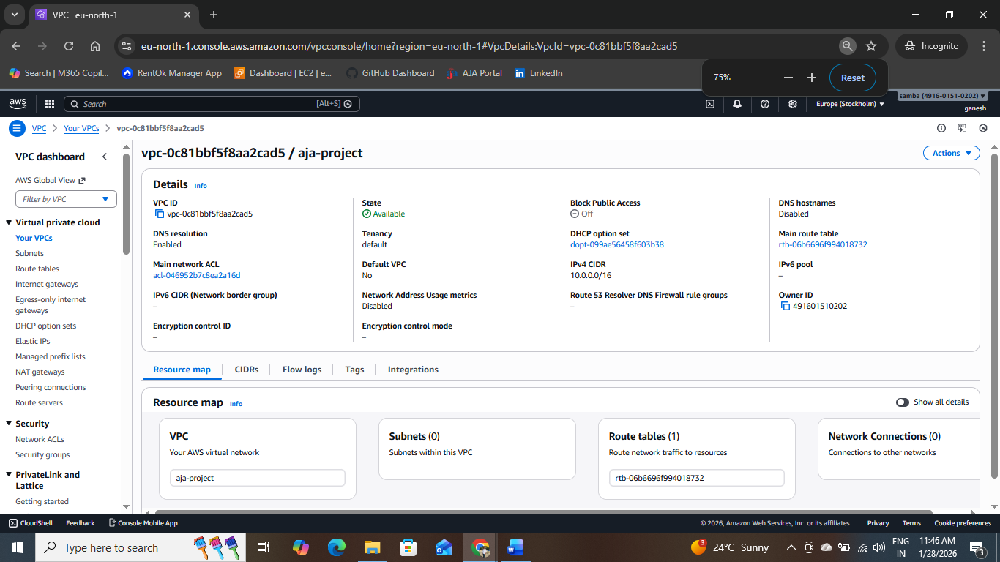 VPC | eu-north-1
eu-north-1.console.aws.amazon.com/vpcconsole/home?region=eu-north-1#VpcDetails:VpcId=vpc-0c81bbf5f8aa2cad5
Incognito
Search | M365 Copil...
RentOk Manager App
Dashboard | EC2 | e...
GitHub Dashboard
AJA Portal
LinkedIn
75%
Reset
aws
Search
[Alt+S]
Europe (Stockholm)
samba (4916-0151-0202)
ganesh
VPC
Your VPCs
vpc-0c81bbf5f8aa2cad5
VPC dashboard
AWS Global View
Filter by VPC
Virtual private cloud
Your VPCs
Subnets
Route tables
Internet gateways
Egress-only internet
gateways
DHCP option sets
Elastic IPs
Managed prefix lists
NAT gateways
Peering connections
Route servers
Security
Network ACLs
Security groups
PrivateLink and
Lattice
Getting started
vpc-0c81bbf5f8aa2cad5 / aja-project
Actions
Details Info
VPC ID
vpc-0c81bbf5f8aa2cad5
State
Available
Block Public Access
Off
DNS hostnames
Disabled
DNS resolution
Enabled
Tenancy
default
DHCP option set
dopt-099ae56458f603b38
Main route table
rtb-06b6696f994018732
Main network ACL
acl-046952b7c8ea2a16d
Default VPC
No
IPv4 CIDR
10.0.0.0/16
IPv6 pool
–
IPv6 CIDR (Network border group)
–
Network Address Usage metrics
Disabled
Route 53 Resolver DNS Firewall rule groups
–
Owner ID
491601510202
Encryption control ID
–
Encryption control mode
–
Resource map
CIDRs
Flow logs
Tags
Integrations
Resource map Info
Show all details
VPC
Your AWS virtual network
aja-project
Subnets (0)
Subnets within this VPC
Route tables (1)
Route network traffic to resources
rtb-06b6696f994018732
Network Connections (0)
Connections to other networks
CloudShell
Feedback
Console Mobile App
© 2026, Amazon Web Services, Inc. or its affiliates.
Privacy
Terms
Cookie preferences
Type here to search
3
24°C Sunny
ENG
IN
11:46 AM
1/28/2026
3